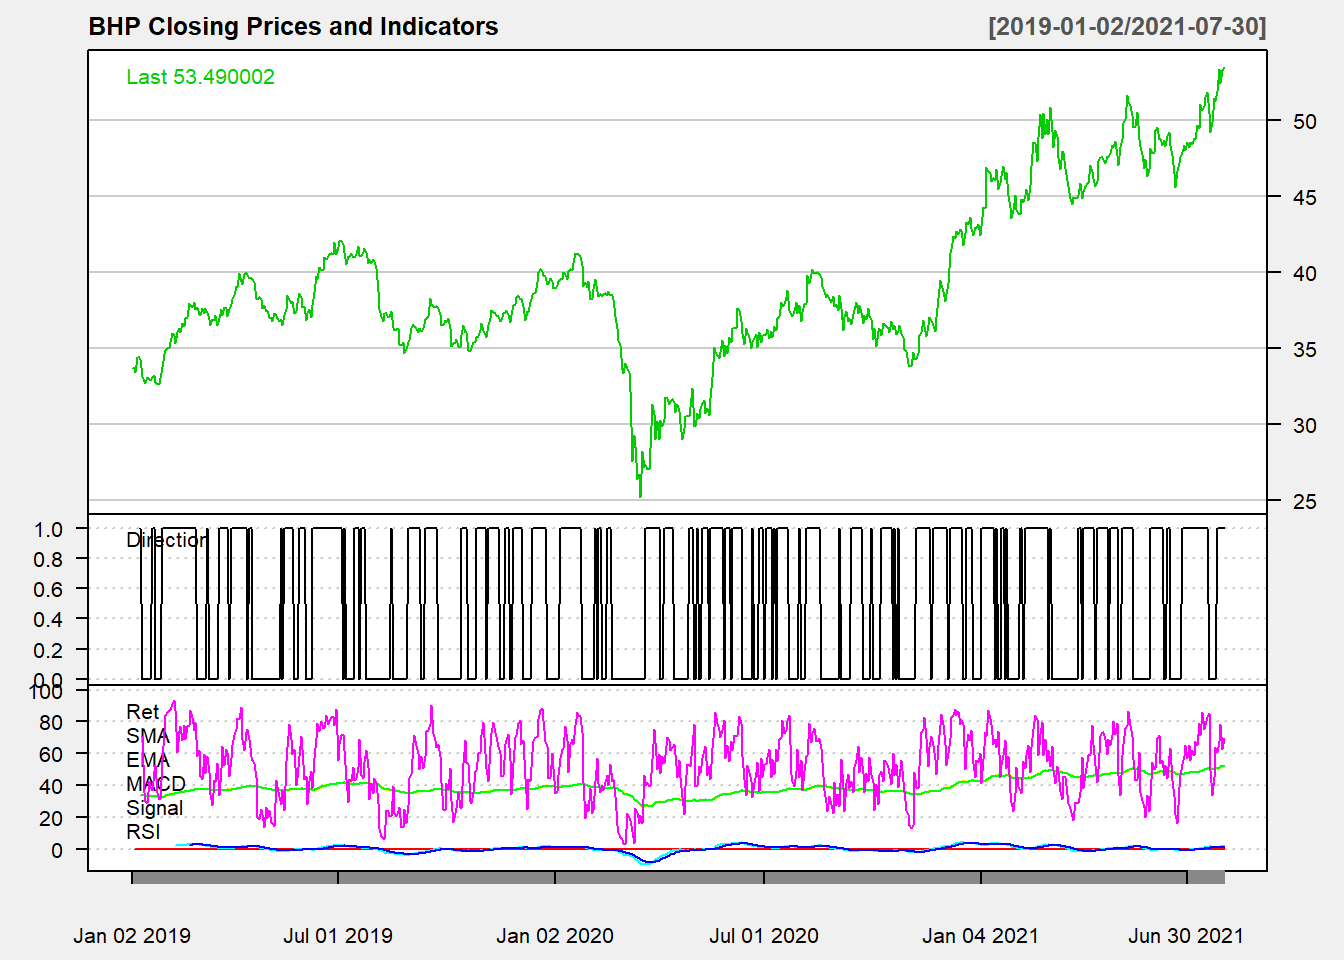 BHP Closing Prices and Indicators [2019-01-02/2021-07-30]
Last 53.490002
50
45
40
35
30
25
1.0
Direction
0.8
0.6
0.4
0.2
0.0
100
Ret
80
SMA
60
EMA
40
MACD
Signal
20
RSI
0
Jan 02 2019 Jul 01 2019 Jan 02 2020 Jul 01 2020 Jan 04 2021 Jun 30 2021